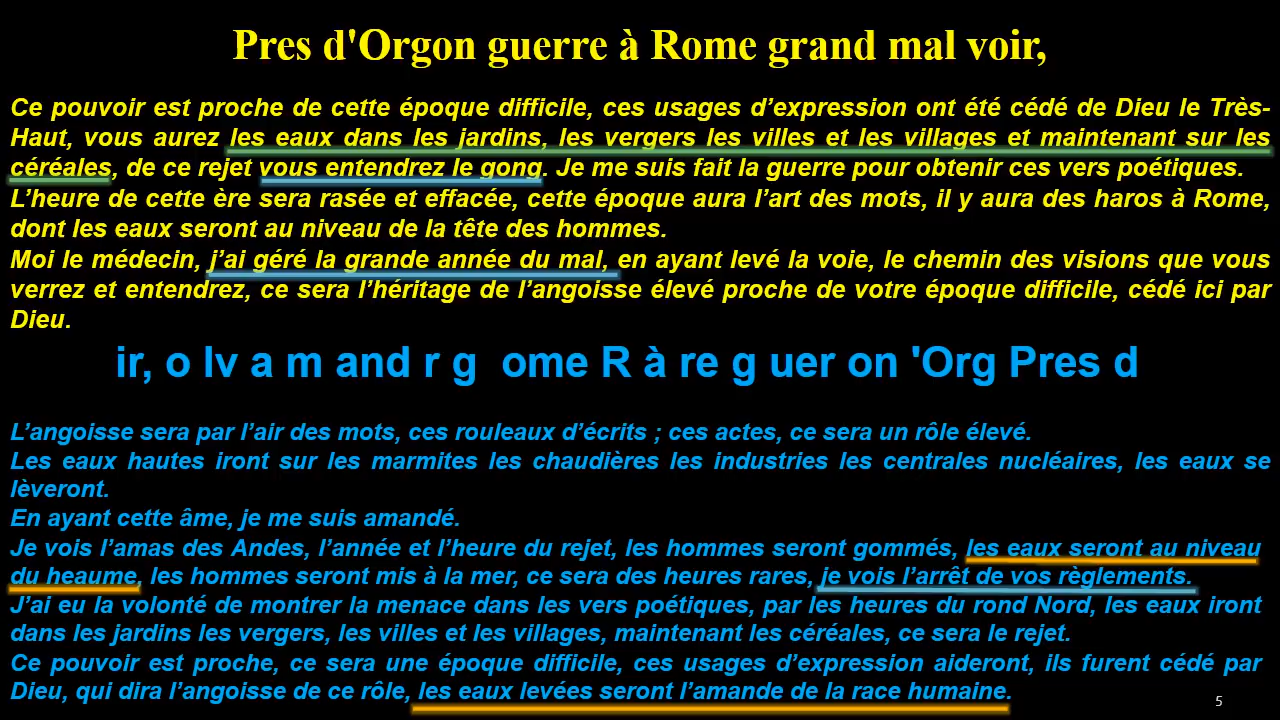 Pres d'Orgon guerre à Rome grand mal voir,
Ce pouvoir est proche de cette époque difficile, ces usages d’expression ont été cédé de Dieu le Très-
Haut, vous aurez les eaux dans les jardins, les vergers les villes et les villages et maintenant sur les
céréales, de ce rejet vous entendrez le gong. Je me suis fait la guerre pour obtenir ces vers poétiques.
L’heure de cette ère sera rasée et effacée, cette époque aura l’art des mots, il y aura des haros à Rome,
dont les eaux seront au niveau de la tête des hommes.
Moi le médecin, j’ai géré la grande année du mal, en ayant levé la voie, le chemin des visions que vous
verrez et entendrez, ce sera l’héritage de l’angoisse élevé proche de votre époque difficile, cédé ici par
Dieu.
ir, o lv a m and r g ome R à re g uer on 'Org Pres d
L’angoisse sera par l’air des mots, ces rouleaux d’écrits ; ces actes, ce sera un rôle élevé.
Les eaux hautes iront sur les marmites les chaudières les industries les centrales nucléaires, les eaux se
lèveront.
En ayant cette âme, je me suis amandé.
Je vois l’amas des Andes, l’année et l’heure du rejet, les hommes seront gommés, les eaux seront au niveau
du heaume, les hommes seront mis à la mer, ce sera des heures rares, je vois l’arrêt de vos règlements.
J’ai eu la volonté de montrer la menace dans les vers poétiques, par les heures du rond Nord, les eaux iront
dans les jardins les vergers, les villes et les villages, maintenant les céréales, ce sera le rejet.
Ce pouvoir est proche, ce sera une époque difficile, ces usages d’expression aideront, ils furent cédé par
Dieu, qui dira l’angoisse de ce rôle, les eaux levées seront l’amande de la race humaine.
5